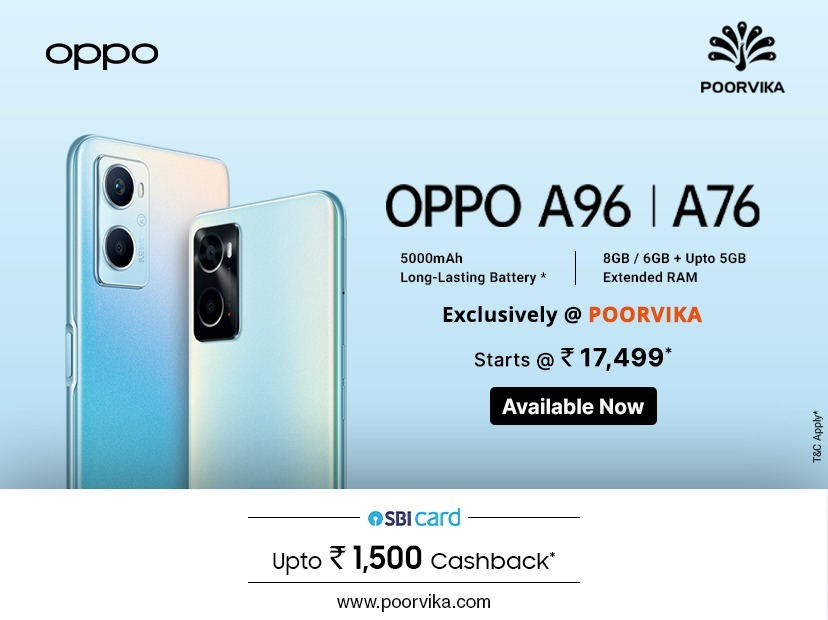 oppo
POORVIKA
OPPO A96 | A76
5000mAh
Long-Lasting Battery *
8GB / 6GB + Upto 5GB
Extended RAM
Exclusively @ POORVIKA
Starts @ ₹ 17,499*
Available Now
T&C Apply*
SBI card
Upto ₹ 1,500 Cashback*
www.poorvika.com